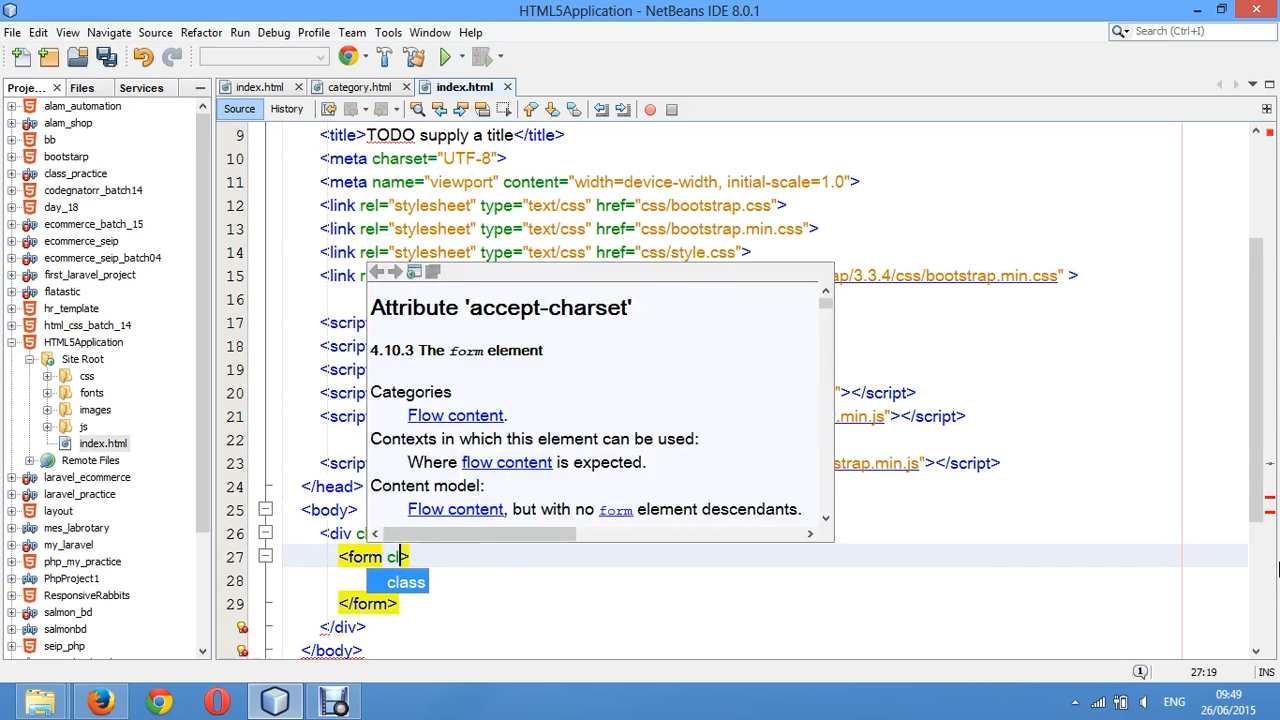 HTML5Application - NetBeans IDE 8.0.1
File Edit View Navigate Source Refactor Run Debug Profile Team Tools Window Help
Search (Ctrl+I)
Proje... Files Services
index.html category.html index.html
Source History
alam_automation
alam_shop
bb
bootstarp
class_practice
codegnatorr_batch14
day_18
ecommerce_batch_15
ecommerce_seip
ecommerce_seip_batch04
first_laravel_project
flatastic
hr_template
html_css_batch_14
HTML5Application
Site Root
css
fonts
images
js
index.html
Remote Files
laravel_ecommerce
laravel_practice
layout
mes_labrotary
my_laravel
php_my_practice
PhpProject1
ResponsiveRabbits
salmon_bd
salmonbd
seip_php
9 <title>TODO supply a title</title>
10 <meta charset="UTF-8">
11 <meta name="viewport" content="width=device-width, initial-scale=1.0">
12 <link rel="stylesheet" type="text/css" href="css/bootstrap.css">
13 <link rel="stylesheet" type="text/css" href="css/bootstrap.min.css">
14 <link rel="stylesheet" type="text/css" href="css/style.css">
15 <link r ap/3.3.4/css/bootstrap.min.css" >
16
17 <script
18 <script
19 <script
20 <script "></script>
21 <script .min.js"></script>
22
23 <script strap.min.js"></script>
24 </head>
25 <body>
26 <div c
27 <form cl>
28
29 </form>
</div>
</body>
Attribute 'accept-charset'
4.10.3 The form element
Categories
Flow content.
Contexts in which this element can be used:
Where flow content is expected.
Content model:
Flow content, but with no form element descendants.
class
27:19 INS
ENG
09:49
26/06/2015